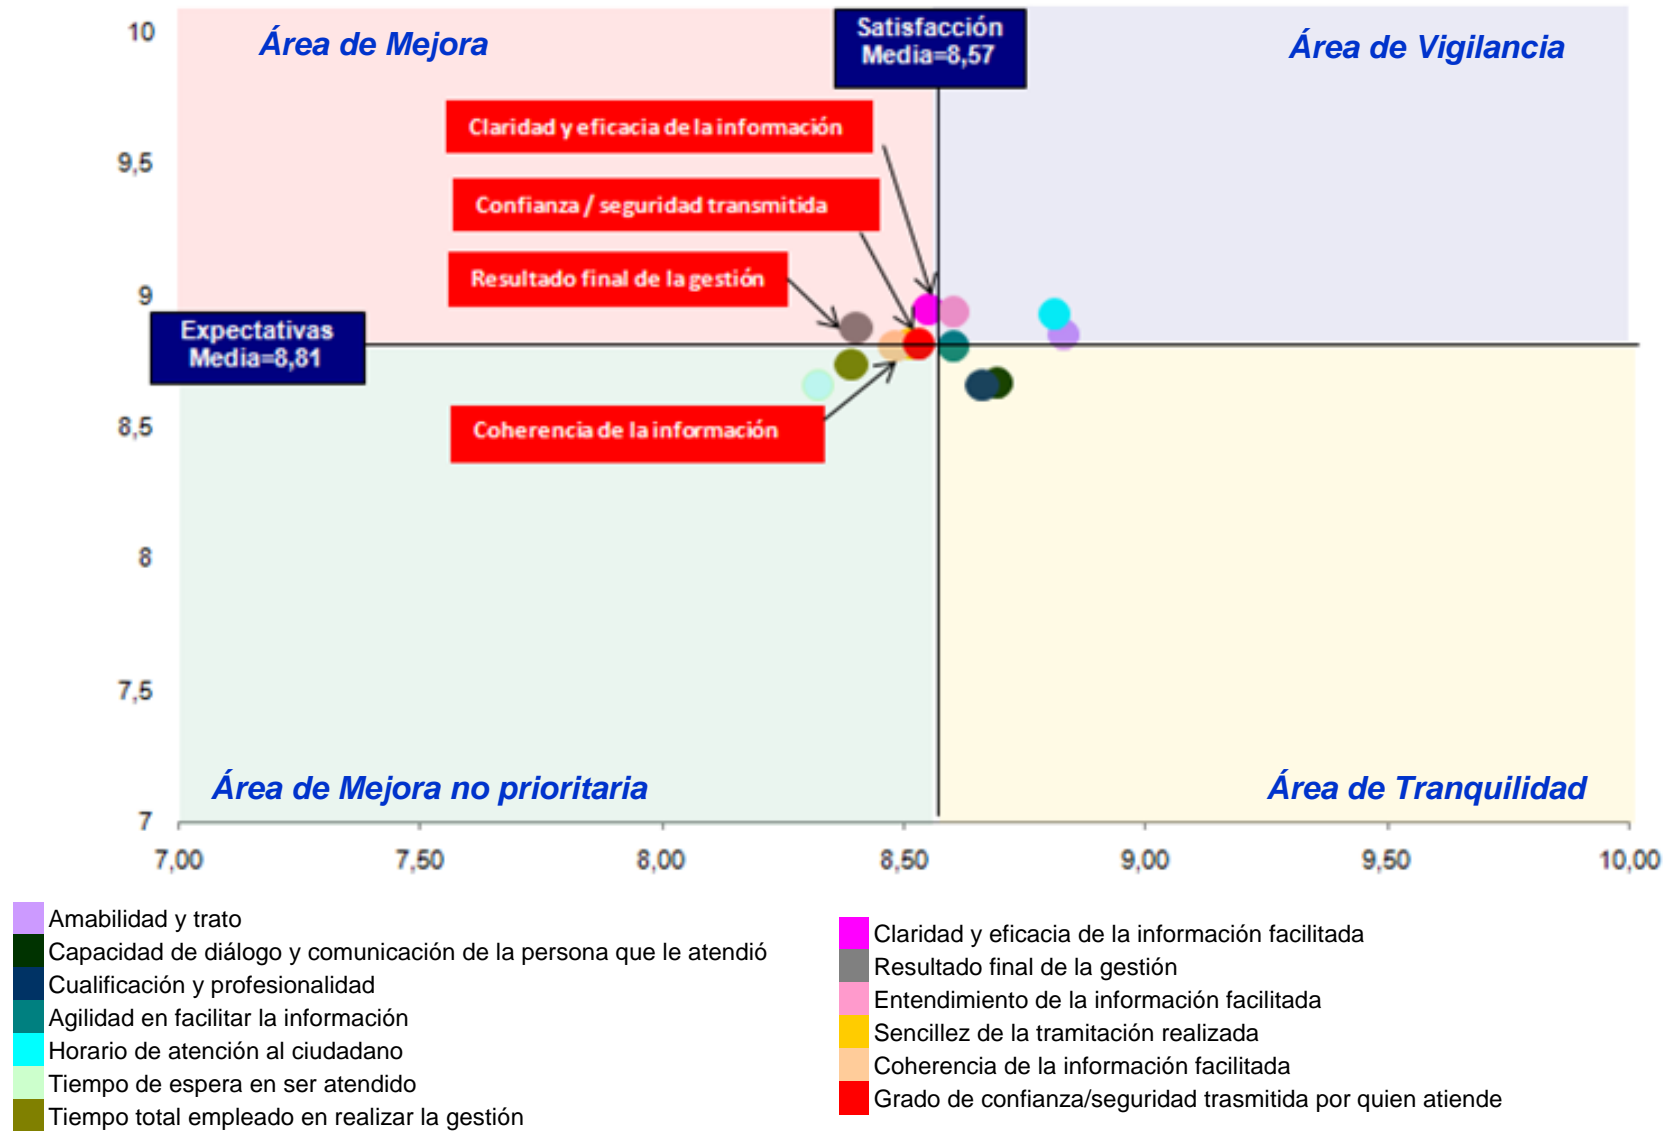 10
Área de Mejora
Satisfacción
Media=8,57
Área de Vigilancia
Claridad y eficacia de la información
9,5
Confianza / seguridad transmitida
Resultado final de la gestión
9
Expectativas
Media=8,81
8,5
Coherencia de la información
8
7,5
Área de Mejora no prioritaria
Área de Tranquilidad
7
7,00
7,50
8,00
8,50
9,00
9,50
10,00
Amabilidad y trato
Capacidad de diálogo y comunicación de la persona que le atendió
Cualificación y profesionalidad
Agilidad en facilitar la información
Horario de atención al ciudadano
Tiempo de espera en ser atendido
Tiempo total empleado en realizar la gestión
Claridad y eficacia de la información facilitada
Resultado final de la gestión
Entendimiento de la información facilitada
Sencillez de la tramitación realizada
Coherencia de la información facilitada
Grado de confianza/seguridad trasmitida por quien atiende